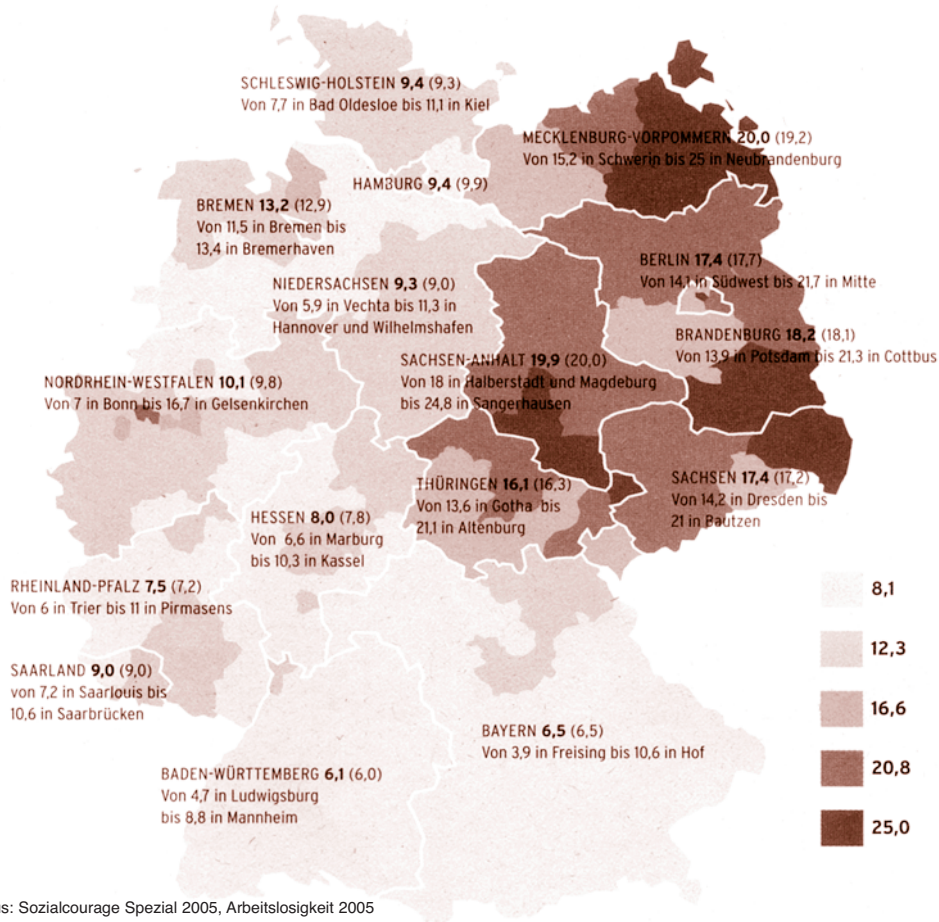 SCHLESWIG-HOLSTEIN 9,4 (9,3)
Von 7,7 in Bad Oldesloe bis 11,1 in Kiel
MECKLENBURG-VORPOMMERN 20,0 (19,2)
Von 15,2 in Schwerin bis 25 in Neubrandenburg
HAMBURG 9,4 (9,9)
BREMEN 13,2 (12,9)
Von 11,5 in Bremen bis
13,4 in Bremerhaven
BERLIN 17,4 (17,7)
Von 14,1 in Südwest bis 21,7 in Mitte
NIEDERSACHSEN 9,3 (9,0)
Von 5,9 in Vechta bis 11,3 in
Hannover und Wilhelmshafen
BRANDENBURG 18,2 (18,1)
Von 13,9 in Potsdam bis 21,3 in Cottbus
SACHSEN-ANHALT 19,9 (20,0)
Von 18 in Halberstadt und Magdeburg
bis 24,8 in Sangerhausen
NORDRHEIN-WESTFALEN 10,1 (9,8)
Von 7 in Bonn bis 16,7 in Gelsenkirchen
THÜRINGEN 16,1 (16,3)
Von 13,6 in Gotha bis
21,1 in Altenburg
SACHSEN 17,4 (17,2)
Von 14,2 in Dresden bis
21 in Bautzen
HESSEN 8,0 (7,8)
Von 6,6 in Marburg
bis 10,3 in Kassel
RHEINLAND-PFALZ 7,5 (7,2)
Von 6 in Trier bis 11 in Pirmasens
SAARLAND 9,0 (9,0)
von 7,2 in Saarlouis bis
10,6 in Saarbrücken
BAYERN 6,5 (6,5)
Von 3,9 in Freising bis 10,6 in Hof
BADEN-WÜRTTEMBERG 6,1 (6,0)
Von 4,7 in Ludwigsburg
bis 8,8 in Mannheim
8,1
12,3
16,6
20,8
25,0
us: Sozialcourage Spezial 2005, Arbeitslosigkeit 2005